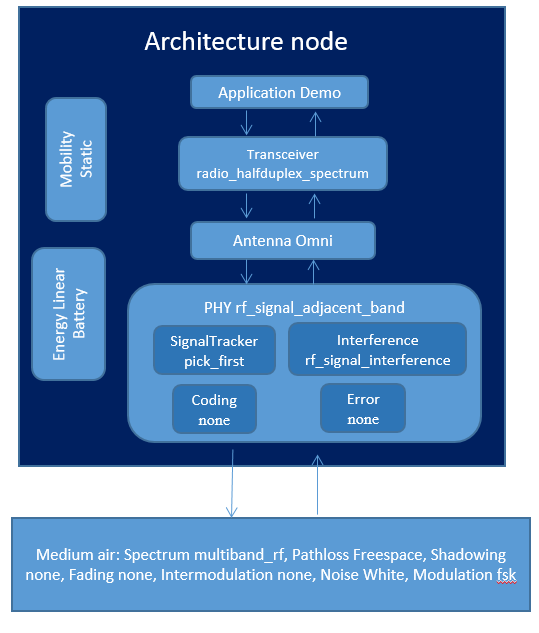 Architecture node
Application Demo
Mobility
Static
Transceiver
radio_halfduplex_spectrum
Antenna Omni
Energy Linear
Battery
PHY rf_signal_adjacent_band
SignalTracker
pick_first
Interference
rf_signal_interference
Coding
none
Error
none
Medium air: Spectrum multiband_rf, Pathloss Freespace, Shadowing
none, Fading none, Intermodulation none, Noise White, Modulation fsk